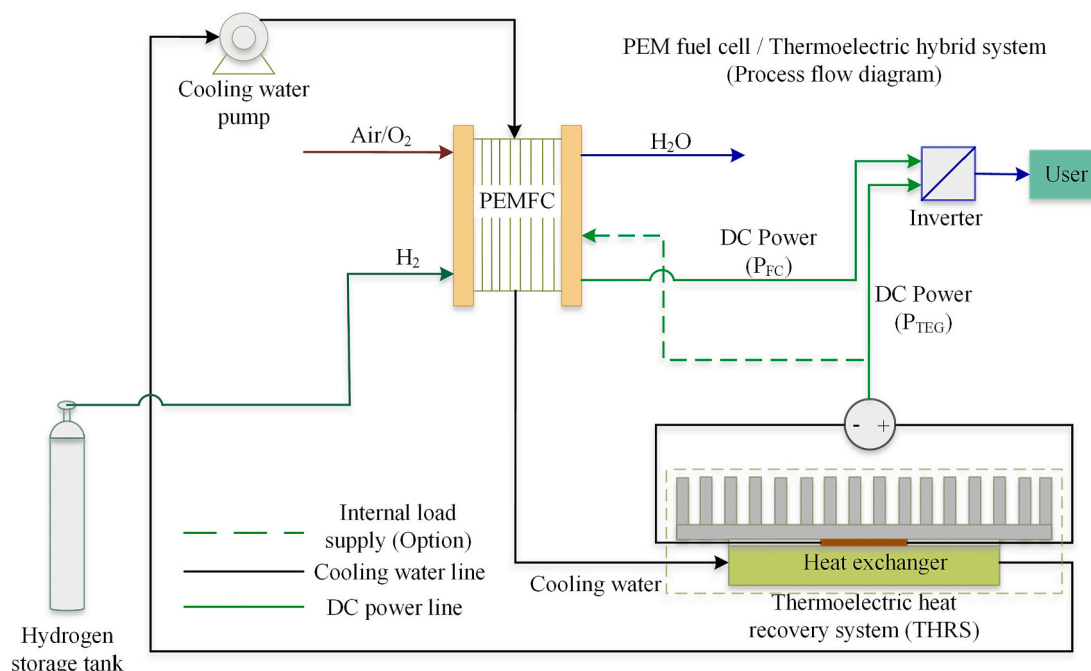 PEM fuel cell / Thermoelectric hybrid system
(Process flow diagram)
Cooling water
pump
Air/O₂
H₂O
PEMFC
User
Inverter
H₂
DC Power
(P_FC)
DC Power
(P_TEG)
- +
Internal load
supply (Option)
Cooling water line
DC power line
Cooling water
Heat exchanger
Thermoelectric heat
recovery system (THRS)
Hydrogen
storage tank